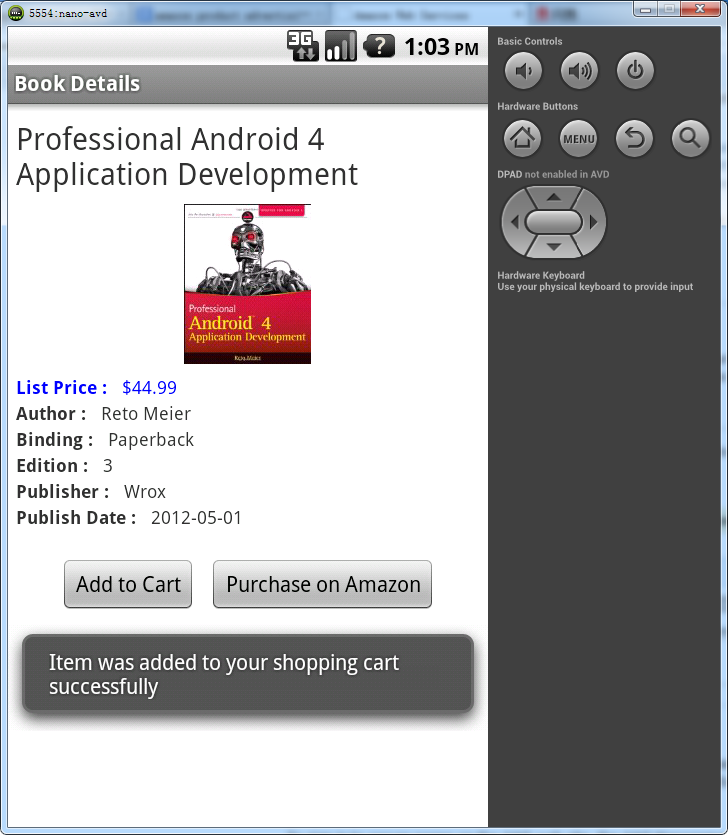 5554:nano-avd
3G
?
1:03 PM
Book Details
Professional Android 4
Application Development
Professional
Android 4
Application Development
Reto Meier
List Price : $44.99
Author : Reto Meier
Binding : Paperback
Edition : 3
Publisher : Wrox
Publish Date : 2012-05-01
Add to Cart
Purchase on Amazon
Item was added to your shopping cart
successfully
Basic Controls
Hardware Buttons
MENU
DPAD not enabled in AVD
Hardware Keyboard
Use your physical keyboard to provide input